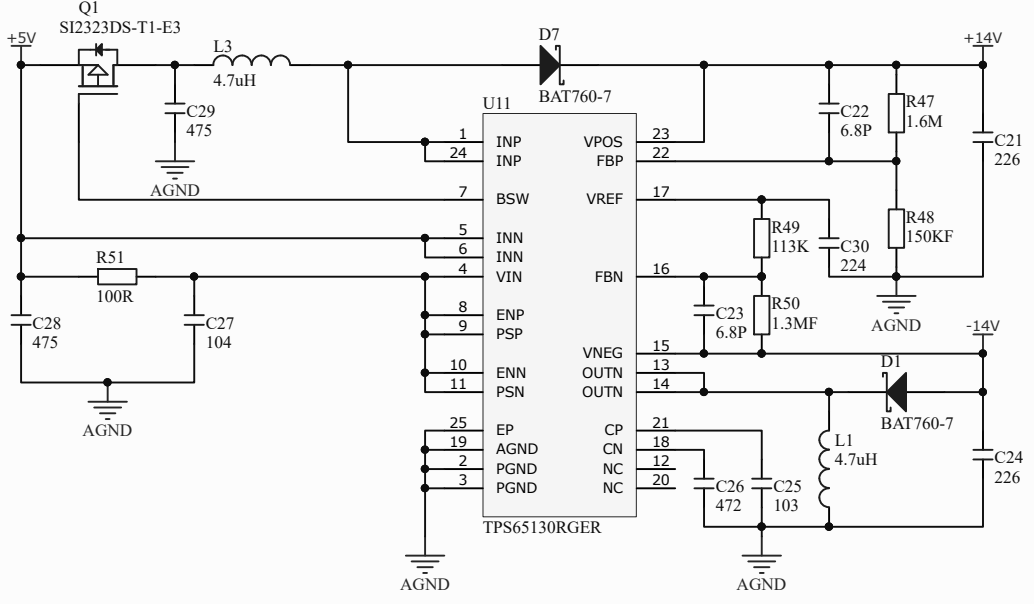 Q1
SI2323DS-T1-E3
+5V
L3
4.7uH
D7
BAT760-7
+14V
C29
475
AGND
U11
C22
6.8P
R47
1.6M
C21
226
1 INP VPOS 23
24 INP FBP 22
7 BSW VREF 17
5 INN
6 INN
4 VIN FBN 16
8 ENP
9 PSP
VNEG 15
10 ENN OUTN 13
11 PSN OUTN 14
25 EP CP 21
19 AGND CN 18
2 PGND NC 12
3 PGND NC 20
TPS65130RGER
R49
113K
C30
224
R48
150KF
AGND
R51
100R
C28
475
C27
104
AGND
C23
6.8P
R50
1.3MF
-14V
D1
BAT760-7
L1
4.7uH
C24
226
C26
472
C25
103
AGND
AGND